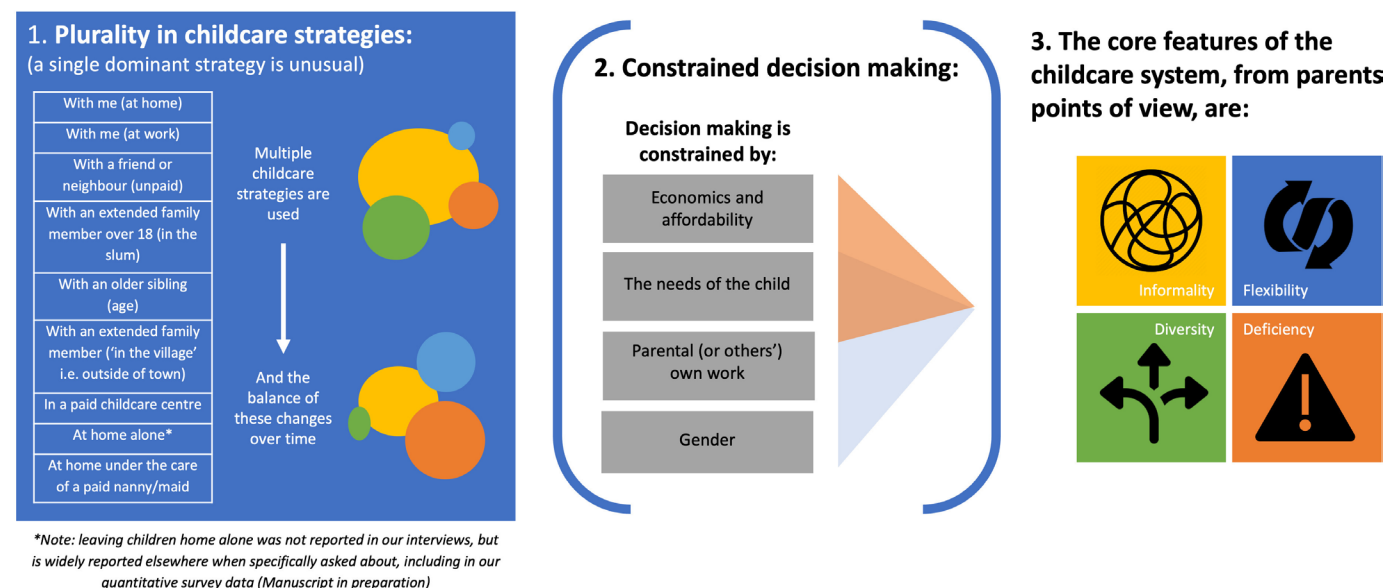 1. Plurality in childcare strategies:
(a single dominant strategy is unusual)
With me (at home)
With me (at work)
With a friend or
neighbour (unpaid)
With an extended family
member over 18 (in the
slum)
With an older sibling
(age)
With an extended family
member (‘in the village’
i.e. outside of town)
In a paid childcare centre
At home alone*
At home under the care
of a paid nanny/maid
Multiple
childcare
strategies are
used
And the
balance of
these changes
over time
*Note: leaving children home alone was not reported in our interviews, but
is widely reported elsewhere when specifically asked about, including in our
quantitative survey data (Manuscript in preparation)
2. Constrained decision making:
Decision making is
constrained by:
Economics and
affordability
The needs of the child
Parental (or others’)
own work
Gender
3. The core features of the
childcare system, from parents
points of view, are:
Informality
Flexibility
Diversity
Deficiency